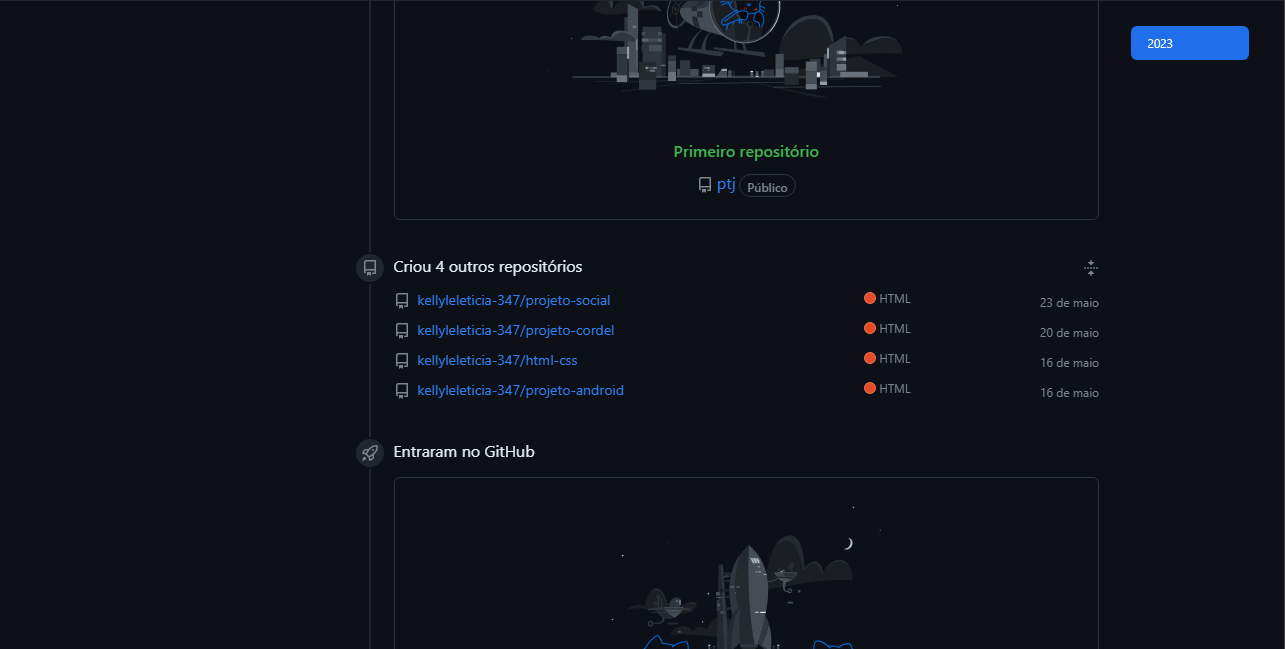 2023
Primeiro repositório
ptj Público
Criou 4 outros repositórios
kellyleleticia-347/projeto-social HTML 23 de maio
kellyleleticia-347/projeto-cordel HTML 20 de maio
kellyleleticia-347/html-css HTML 16 de maio
kellyleleticia-347/projeto-android HTML 16 de maio
Entraram no GitHub